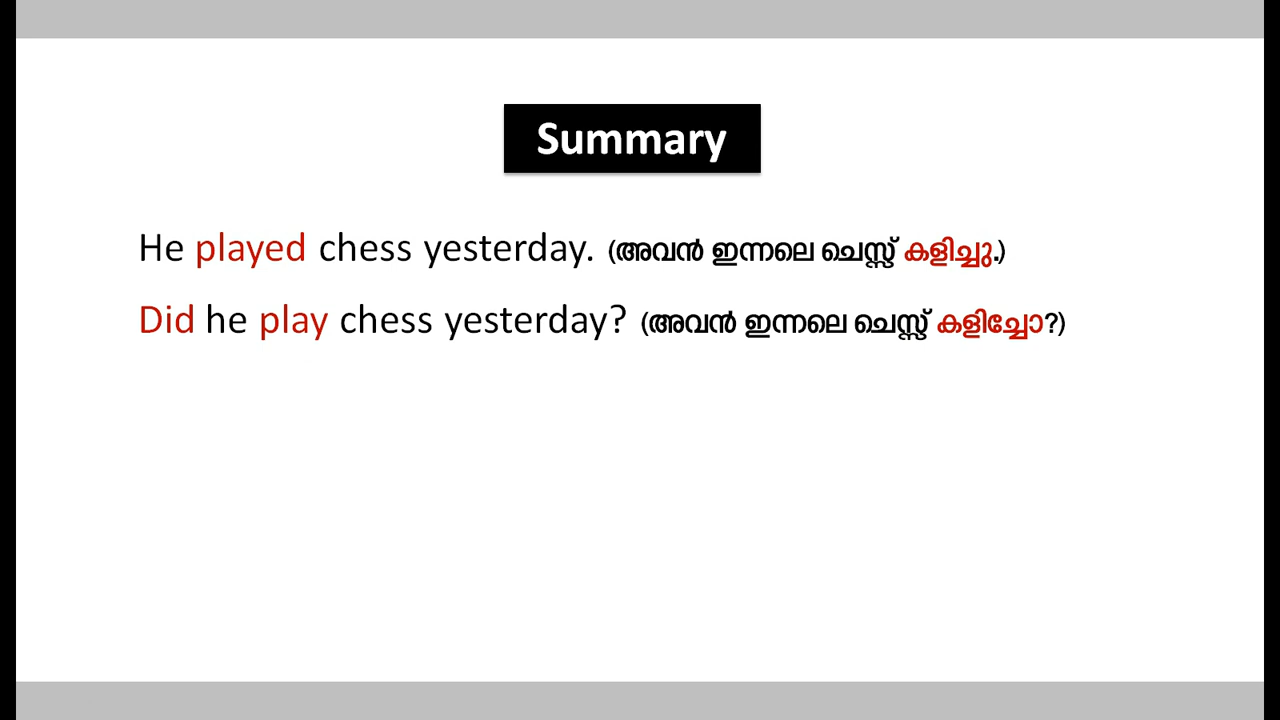 Summary
He played chess yesterday. (അവൻ ഇന്നലെ ചെസ്സ് കളിച്ചു.)
Did he play chess yesterday? (അവൻ ഇന്നലെ ചെസ്സ് കളിച്ചോ?)